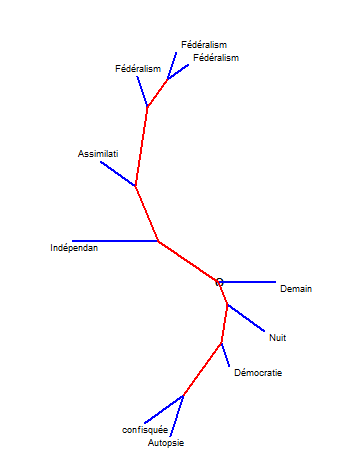 Fédéralism
Fédéralism
Fédéralism
Assimilati
Indépendan
Demain
Nuit
Démocratie
confisquée
Autopsie